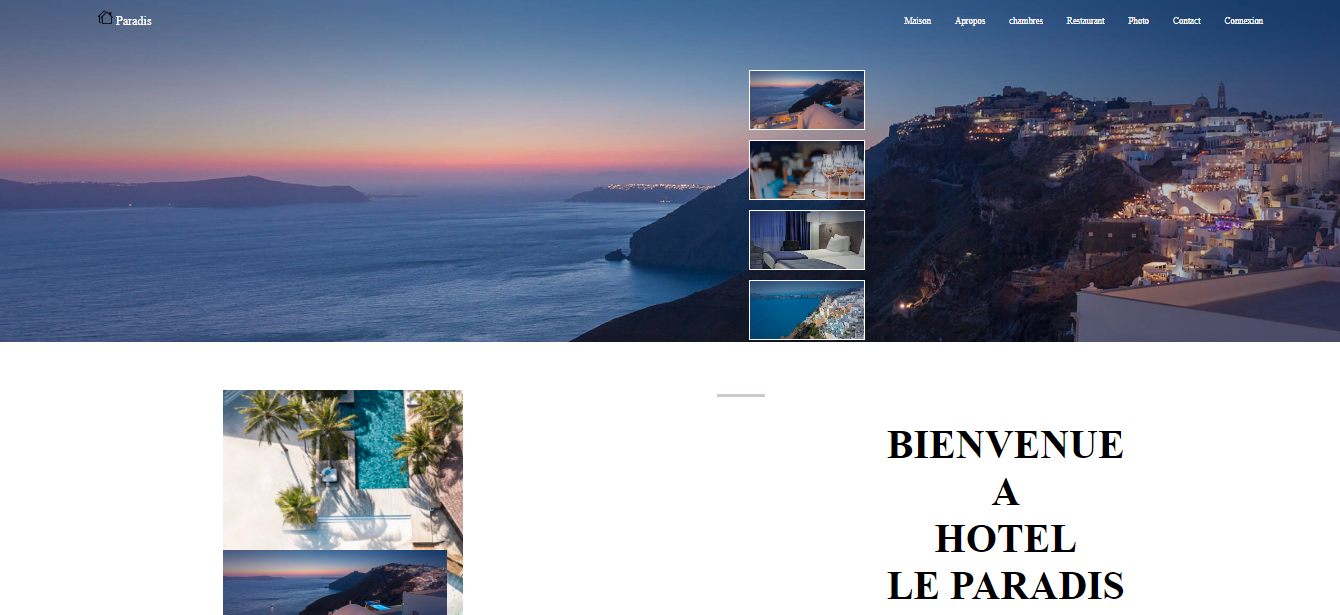 Paradis
Maison Apropos chambres Restaurant Photo Contact Connexion
BIENVENUE
A
HOTEL
LE PARADIS